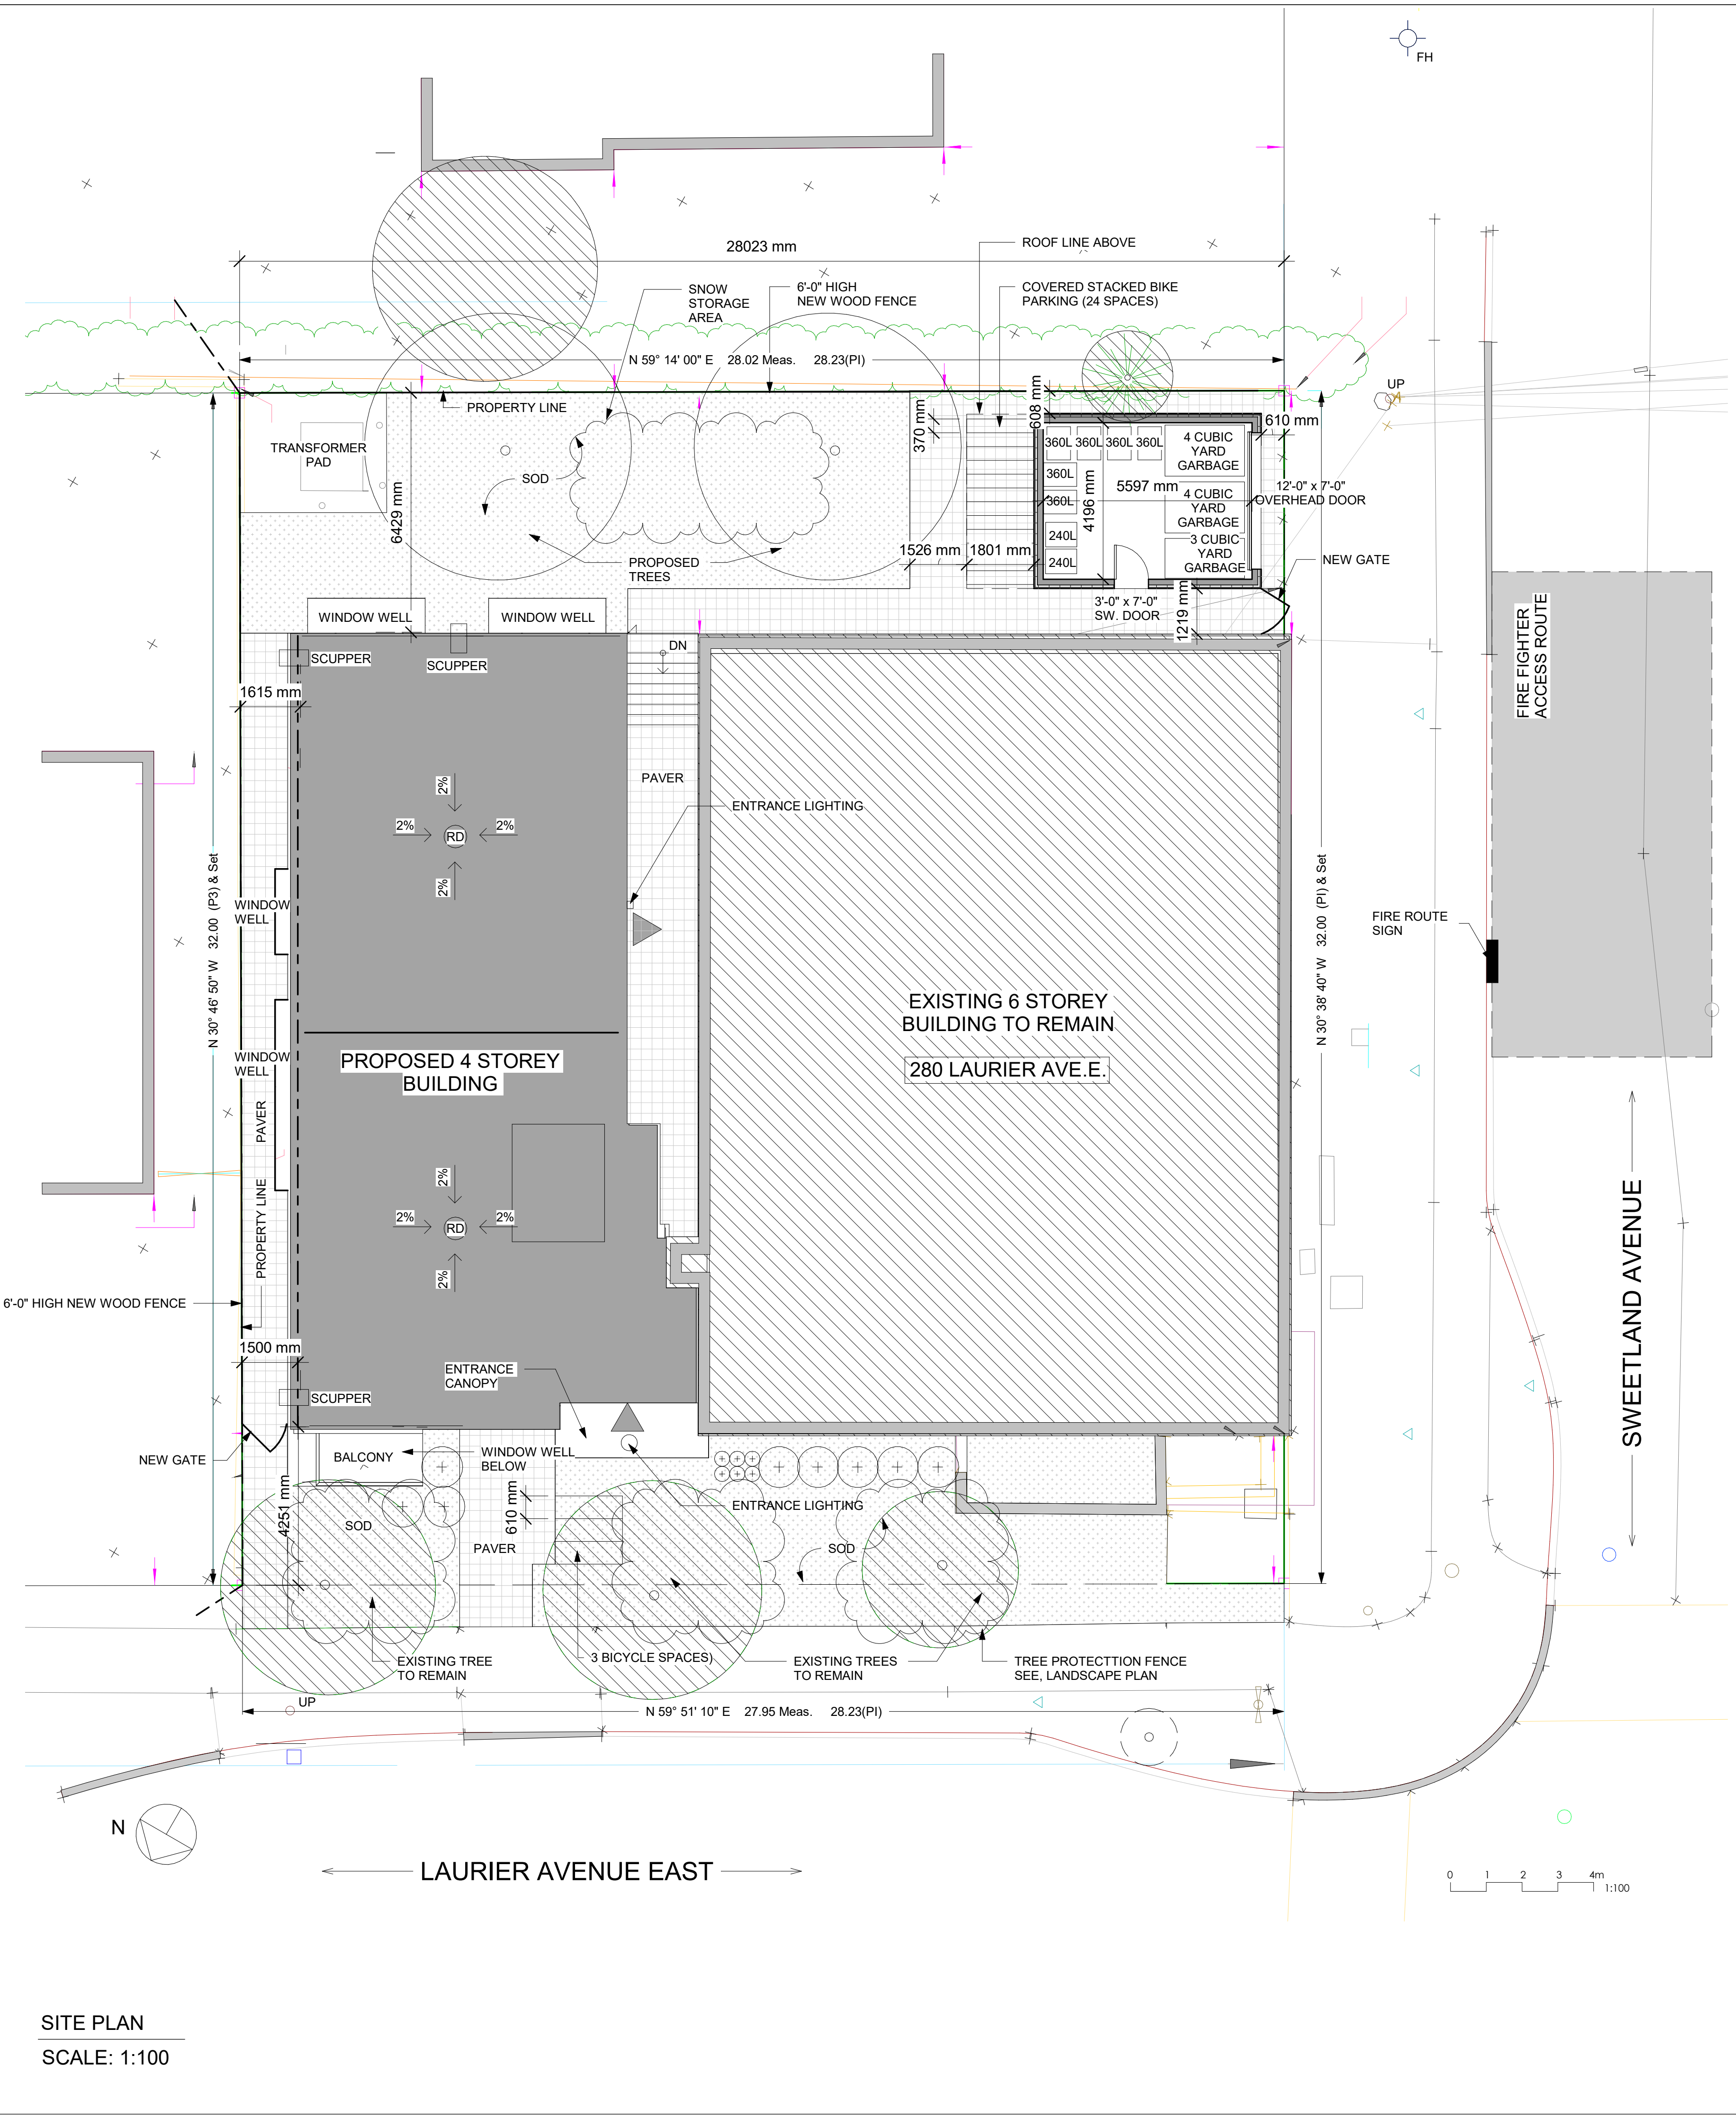 FH
28023 mm
ROOF LINE ABOVE
SNOW
STORAGE
AREA
6'-0" HIGH
NEW WOOD FENCE
COVERED STACKED BIKE
PARKING (24 SPACES)
N 59° 14' 00" E 28.02 Meas. 28.23(PI)
UP
PROPERTY LINE
608 mm
370 mm
610 mm
TRANSFORMER
PAD
360L
360L
360L
360L
4 CUBIC
YARD
GARBAGE
360L
SOD
5597 mm
12'-0" x 7'-0"
OVERHEAD DOOR
6429 mm
4196 mm
360L
4 CUBIC
YARD
GARBAGE
240L
3 CUBIC
YARD
GARBAGE
1526 mm
1801 mm
240L
PROPOSED
TREES
NEW GATE
3'-0" x 7'-0"
SW. DOOR
1219 mm
WINDOW WELL
WINDOW WELL
FIRE FIGHTER
ACCESS ROUTE
DN
SCUPPER
SCUPPER
1615 mm
PAVER
2%
ENTRANCE LIGHTING
2%
RD
2%
2%
N 30° 46' 50" W 32.00 (P3) & Set
WINDOW
WELL
N 30° 38' 40" W 32.00 (PI) & Set
FIRE ROUTE
SIGN
EXISTING 6 STOREY
BUILDING TO REMAIN
280 LAURIER AVE.E.
WINDOW
WELL
PROPOSED 4 STOREY
BUILDING
PAVER
2%
2%
RD
2%
2%
PROPERTY LINE
SWEETLAND AVENUE
6'-0" HIGH NEW WOOD FENCE
1500 mm
ENTRANCE
CANOPY
SCUPPER
NEW GATE
BALCONY
WINDOW WELL
BELOW
4251 mm
610 mm
ENTRANCE LIGHTING
SOD
PAVER
SOD
3 BICYCLE SPACES)
EXISTING TREE
TO REMAIN
EXISTING TREES
TO REMAIN
TREE PROTECTTION FENCE
SEE, LANDSCAPE PLAN
UP
N 59° 51' 10" E 27.95 Meas. 28.23(PI)
N
LAURIER AVENUE EAST
0 1 2 3 4m
1:100
SITE PLAN
SCALE: 1:100